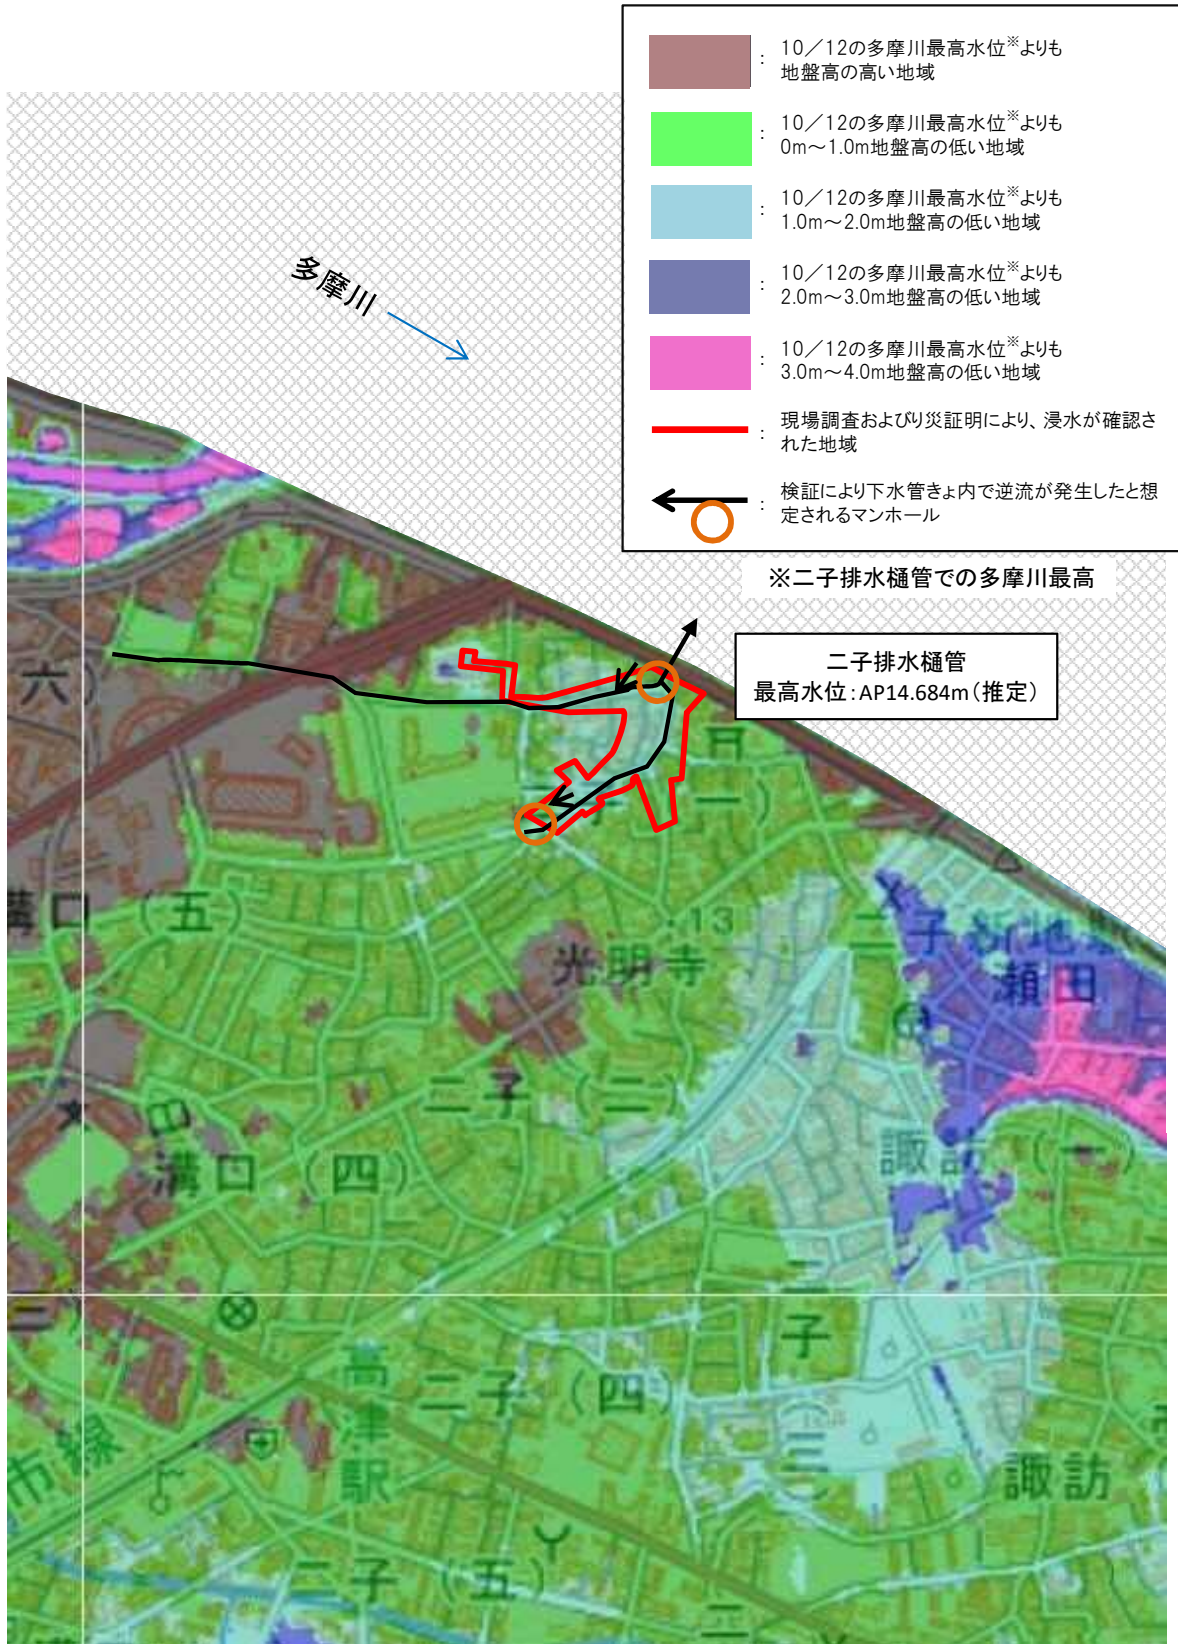 10／12の多摩川最高水位※よりも
地盤高の高い地域
10／12の多摩川最高水位※よりも
0m～1.0m地盤高の低い地域
10／12の多摩川最高水位※よりも
1.0m～2.0m地盤高の低い地域
10／12の多摩川最高水位※よりも
2.0m～3.0m地盤高の低い地域
10／12の多摩川最高水位※よりも
3.0m～4.0m地盤高の低い地域
：現場調査およびり災証明により、浸水が確認さ
れた地域
：検証により下水管きょ内で逆流が発生したと想
定されるマンホール
多摩川
※二子排水樋管での多摩川最高
二子排水樋管
最高水位：AP14.684m（推定）
六）
（一）
溝口（五）
・13
光明寺
二子新地駅
瀬田
二子（二）
諏訪（一）
溝口（四）
二子（三）
三
高津駅
二子（四）
市線
諏訪
二子（五）
二